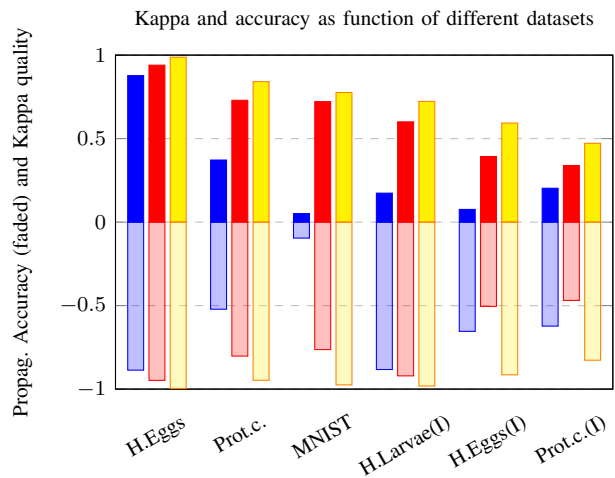 Kappa and accuracy as function of different datasets
Propag. Accuracy (faded) and Kappa quality
1
0.5
0
−0.5
−1
H.Eggs
Prot.c.
MNIST
H.Larvae(I)
H.Eggs(I)
Prot.c.(I)